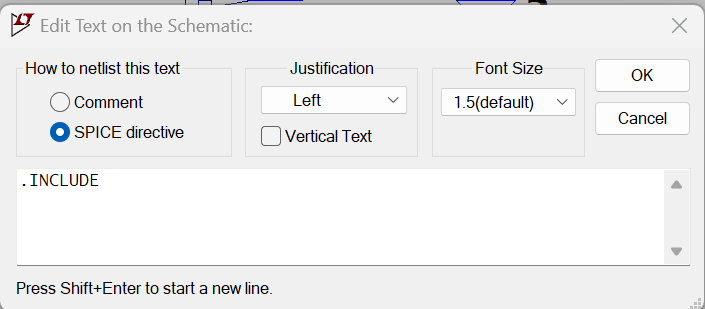 Edit Text on the Schematic:
How to netlist this text
Comment
SPICE directive
Justification
Left
Vertical Text
Font Size
1.5(default)
OK
Cancel
.INCLUDE
Press Shift+Enter to start a new line.